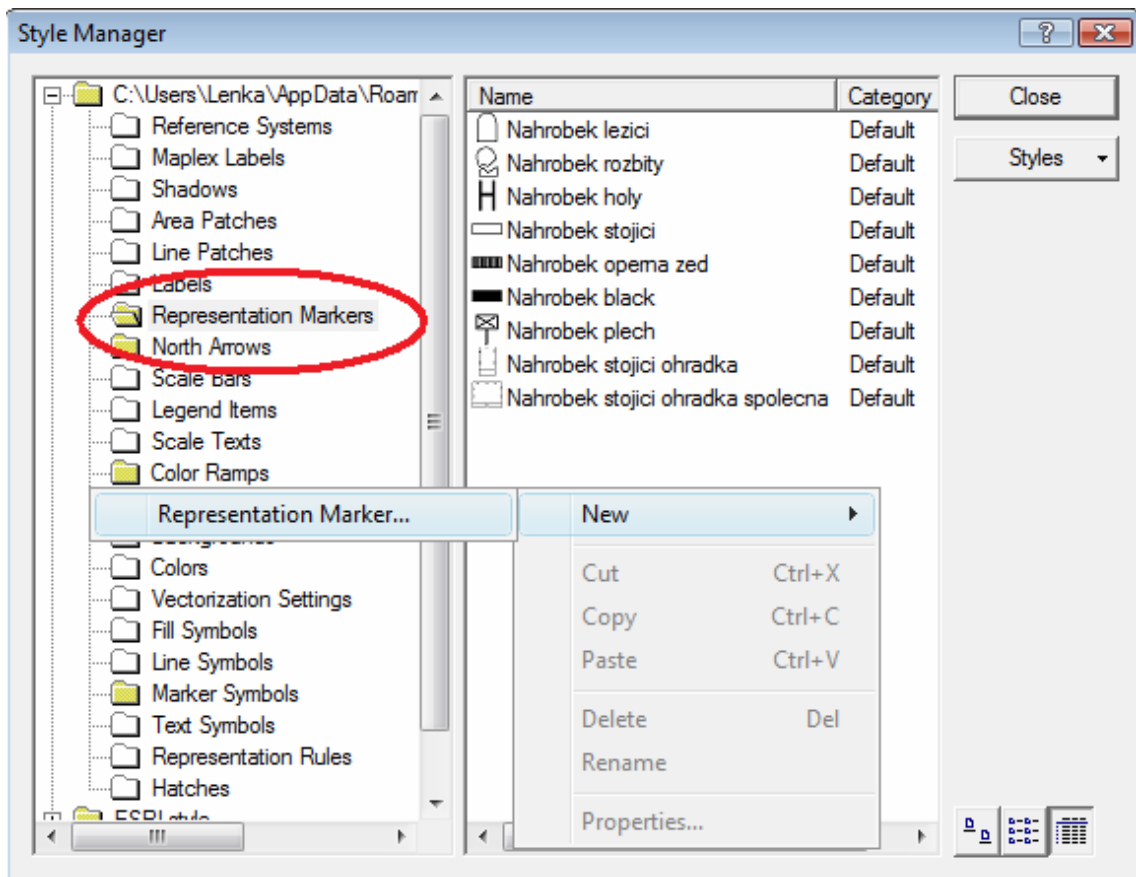 Style Manager
C:\Users\Lenka\AppData\Roam
Reference Systems
Maplex Labels
Shadows
Area Patches
Line Patches
Labels
Representation Markers
North Arrows
Scale Bars
Legend Items
Scale Texts
Color Ramps
Backgrounds
Colors
Vectorization Settings
Fill Symbols
Line Symbols
Marker Symbols
Text Symbols
Representation Rules
Hatches
ESRI.style
Name Category
Nahrobek lezici Default
Nahrobek rozbity Default
Nahrobek holy Default
Nahrobek stojici Default
Nahrobek operna zed Default
Nahrobek black Default
Nahrobek plech Default
Nahrobek stojici ohradka Default
Nahrobek stojici ohradka spolecna Default
Representation Marker...
New
Cut Ctrl+X
Copy Ctrl+C
Paste Ctrl+V
Delete Del
Rename
Properties...
Close
Styles